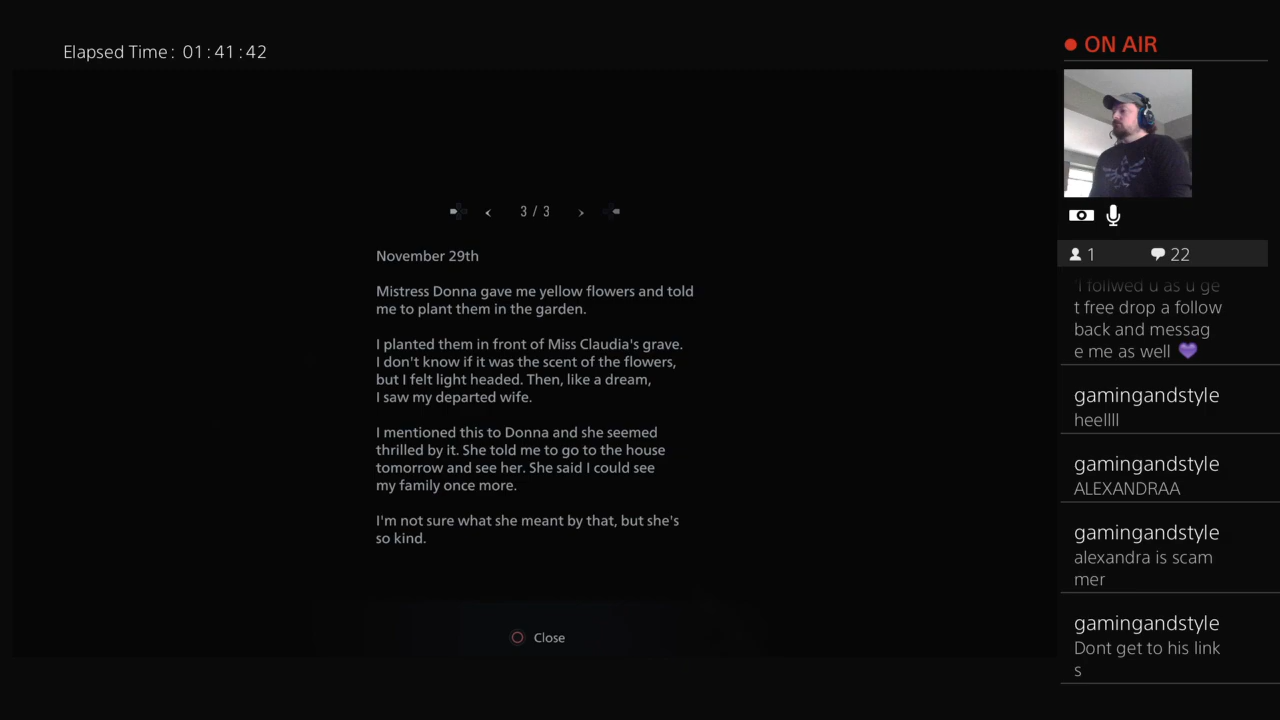 Elapsed Time: 01:41:42
ON AIR
1 22
3 / 3
November 29th
Mistress Donna gave me yellow flowers and told
me to plant them in the garden.
I planted them in front of Miss Claudia's grave.
I don't know if it was the scent of the flowers,
but I felt light headed. Then, like a dream,
I saw my departed wife.
I mentioned this to Donna and she seemed
thrilled by it. She told me to go to the house
tomorrow and see her. She said I could see
my family once more.
I'm not sure what she meant by that, but she's
so kind.
Close
'I follwed u as u ge
t free drop a follow
back and messag
e me as well 💜
gamingandstyle
heellll
gamingandstyle
ALEXANDRAA
gamingandstyle
alexandra is scam
mer
gamingandstyle
Dont get to his link
s